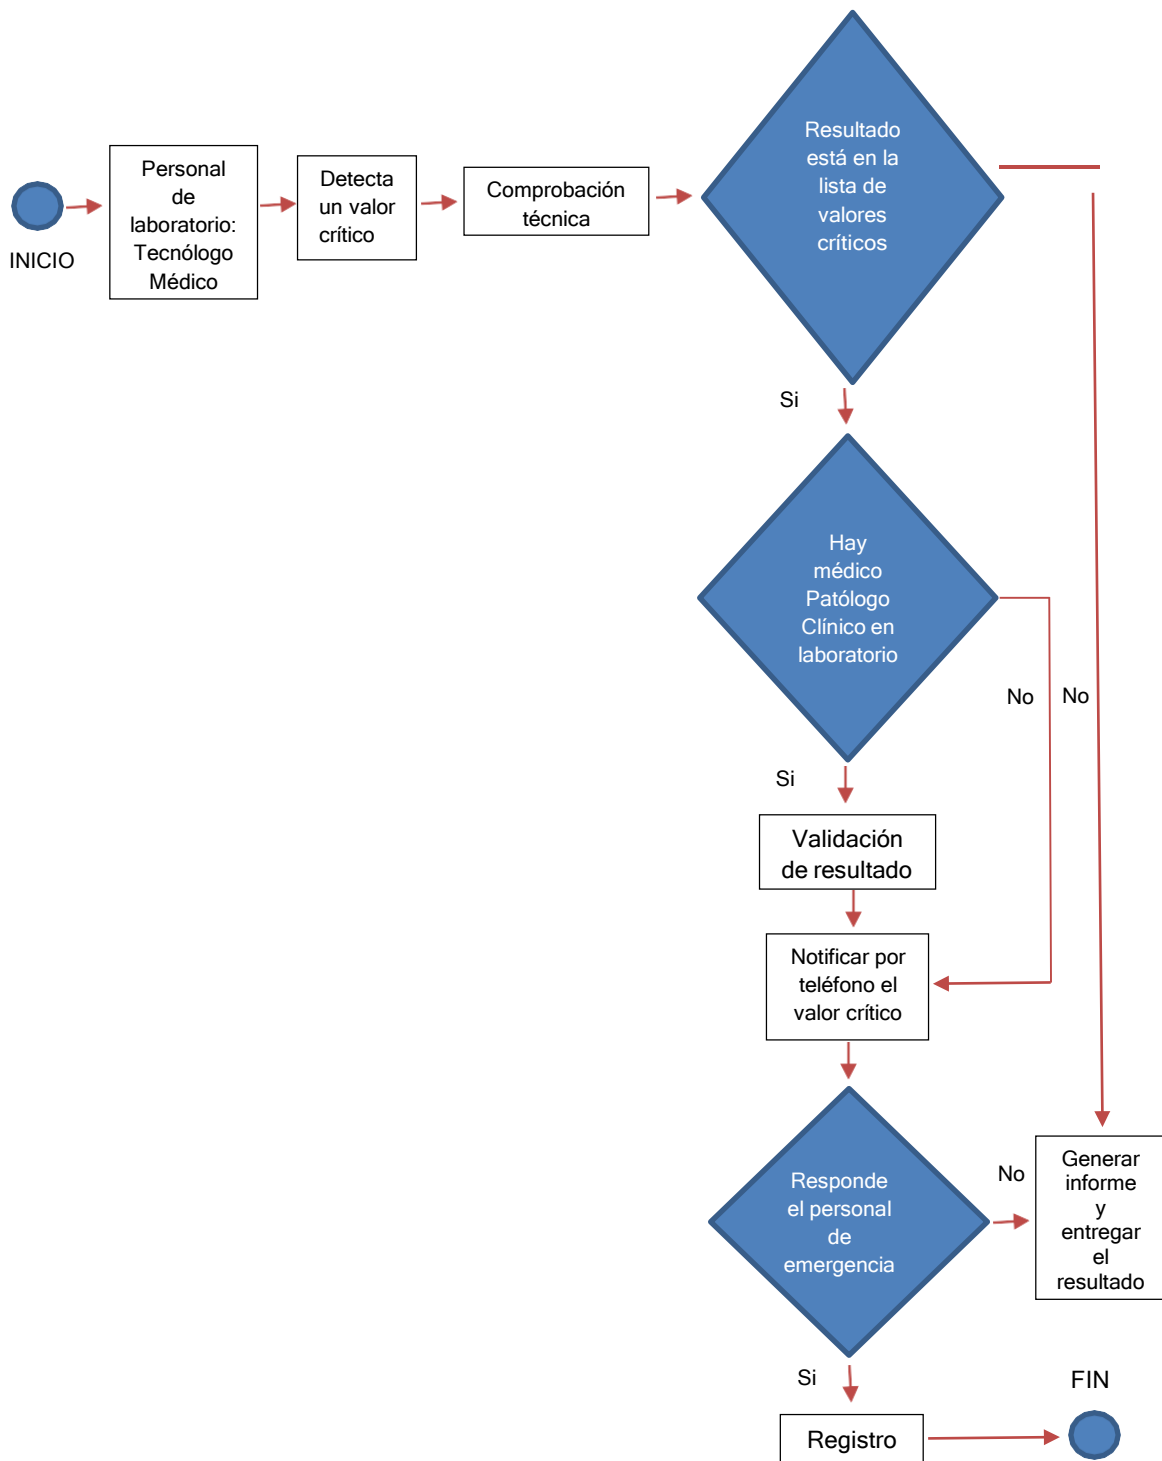 INICIO
Personal
de
laboratorio:
Tecnólogo
Médico
Detecta
un valor
crítico
Comprobación
técnica
Resultado
está en la
lista de
valores
críticos
Si
Hay
médico
Patólogo
Clínico en
laboratorio
No
No
Si
Validación
de resultado
Notificar por
teléfono el
valor crítico
Responde
el personal
de
emergencia
No
Generar
informe
y
entregar
el
resultado
Si
Registro
FIN